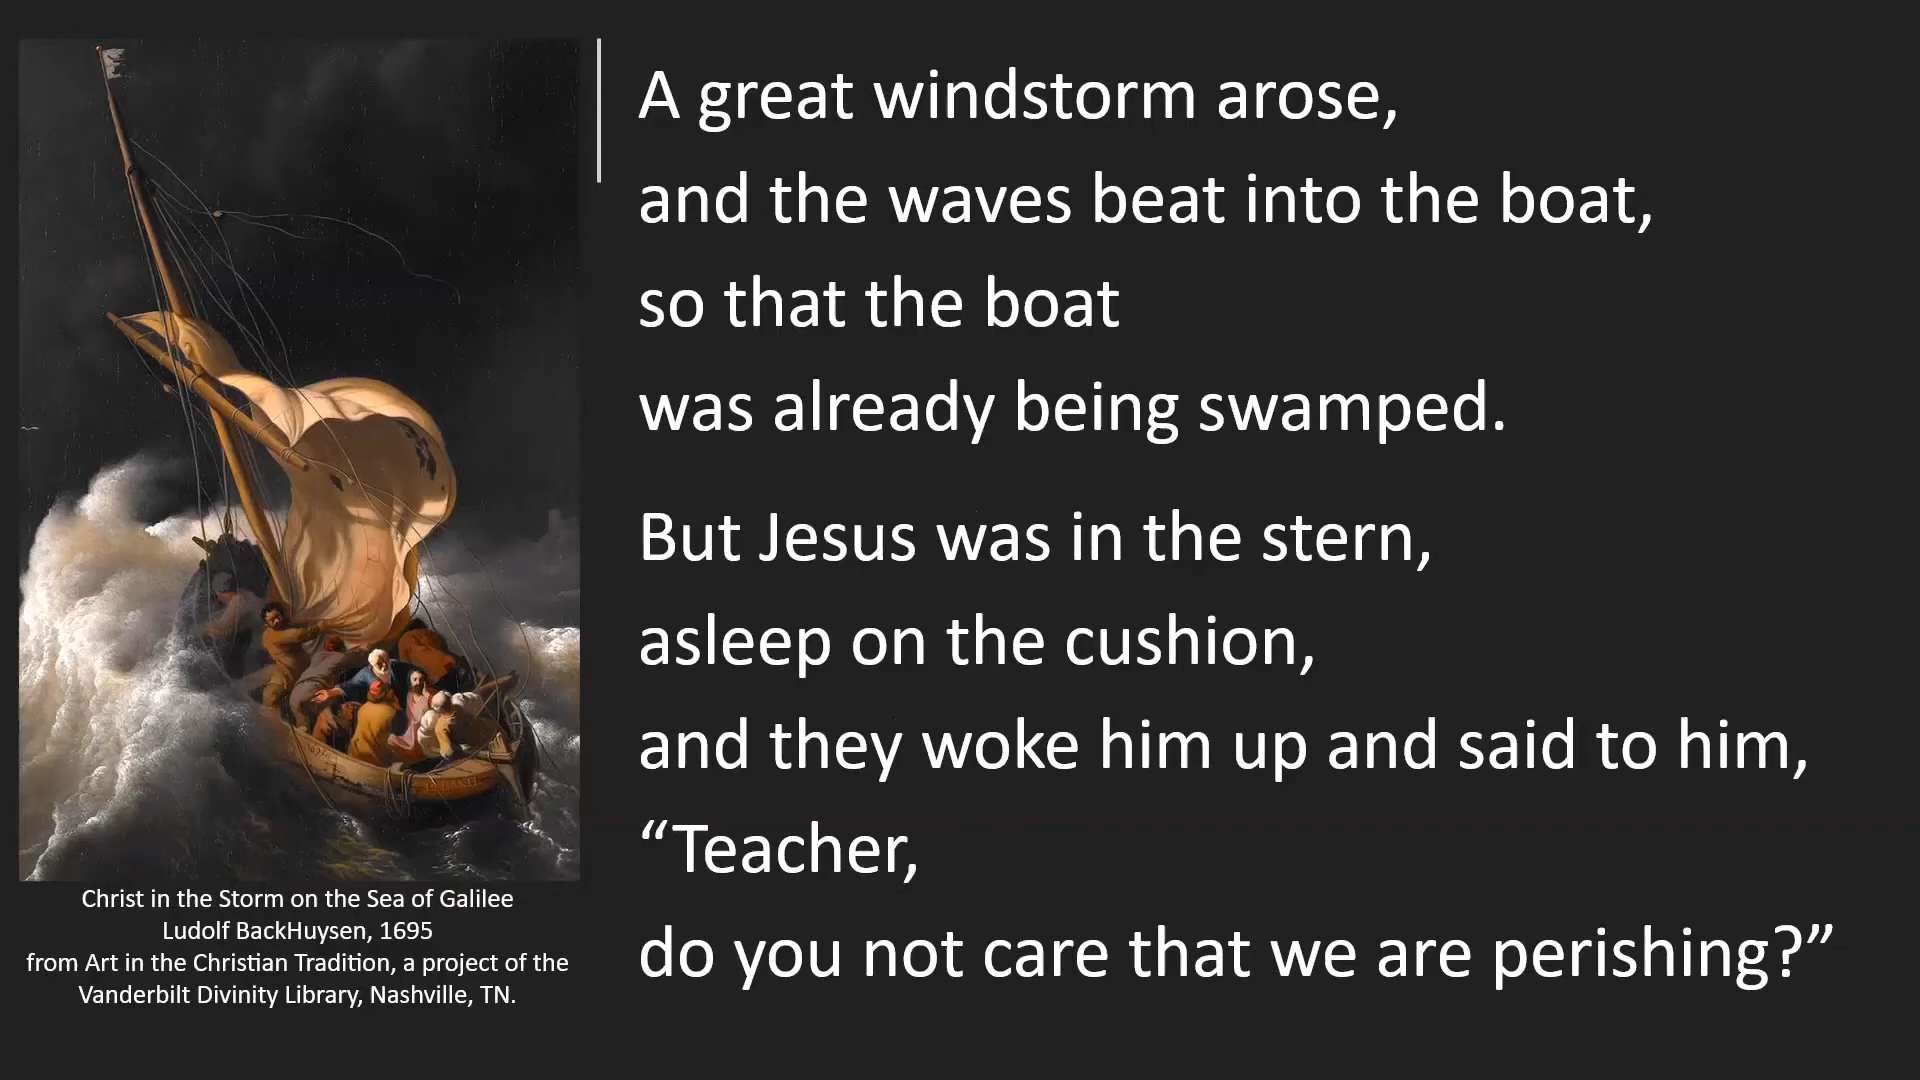 A great windstorm arose,
and the waves beat into the boat,
so that the boat
was already being swamped.
But Jesus was in the stern,
asleep on the cushion,
and they woke him up and said to him,
“Teacher,
do you not care that we are perishing?”
Christ in the Storm on the Sea of Galilee
Ludolf BackHuysen, 1695
from Art in the Christian Tradition, a project of the
Vanderbilt Divinity Library, Nashville, TN.